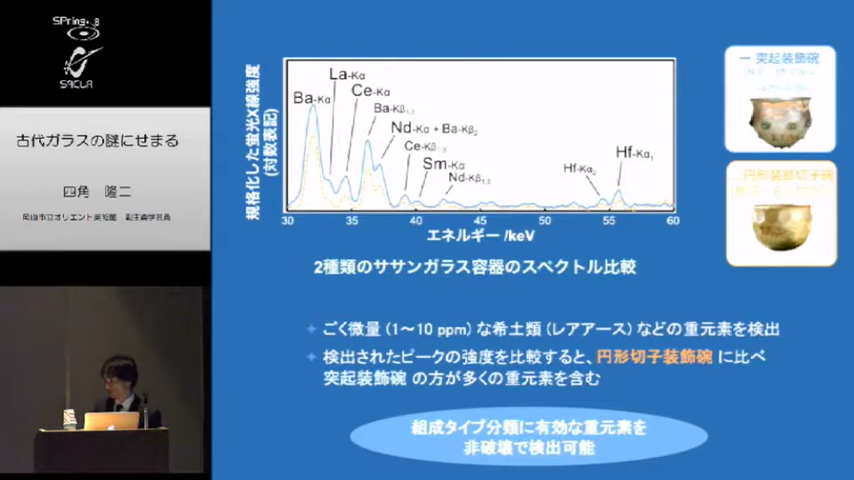 SPring-8
SACLA
古代ガラスの謎にせまる
四角 隆二
岡山市立オリエント美術館 副主査学芸員
規格化した蛍光X線強度
(対数表記)
Ba-Kα
La-Kα
Ce-Kα
Ba-Kβ1,3
Nd-Kα + Ba-Kβ2
Ce-Kβ1,3
Sm-Kα
Nd-Kβ1,3
Hf-Kα2
Hf-Kα1
30 35 40 45 50 55 60
エネルギー /keV
2種類のササンガラス容器のスペクトル比較
突起装飾碗
円形装飾切子碗
+ ごく微量 (1～10 ppm) な希土類 (レアアース) などの重元素を検出
+ 検出されたピークの強度を比較すると、円形切子装飾碗 に比べ
突起装飾碗 の方が多くの重元素を含む
組成タイプ分類に有効な重元素を
非破壊で検出可能